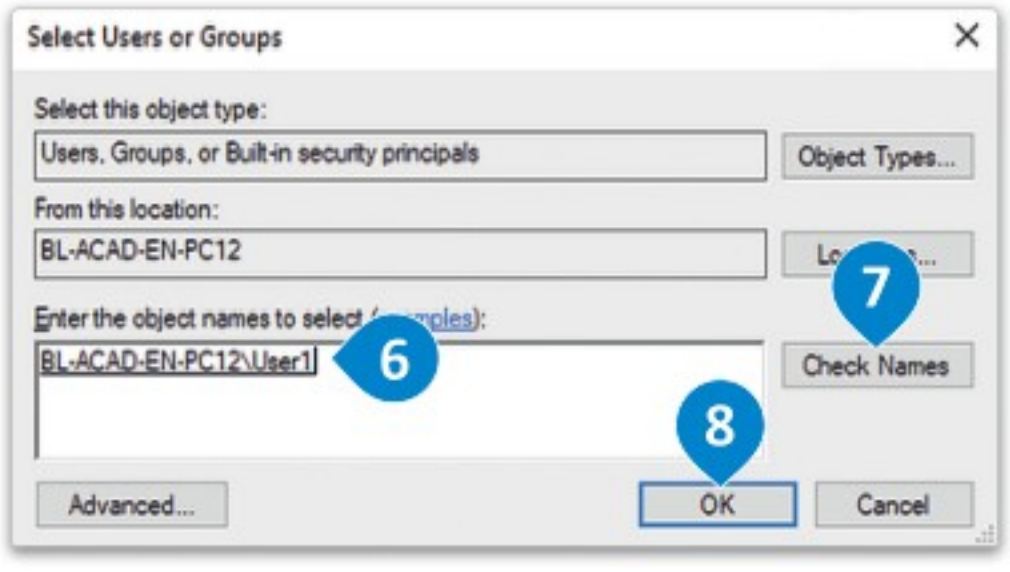 Select Users or Groups
Select this object type:
Users, Groups, or Built-in security principals
Object Types...
From this location:
BL-ACAD-EN-PC12
7
Enter the object names to select (
):
BL-ACAD-EN-PC12\User1
6
Check Names
8
Advanced...
OK
Cancel